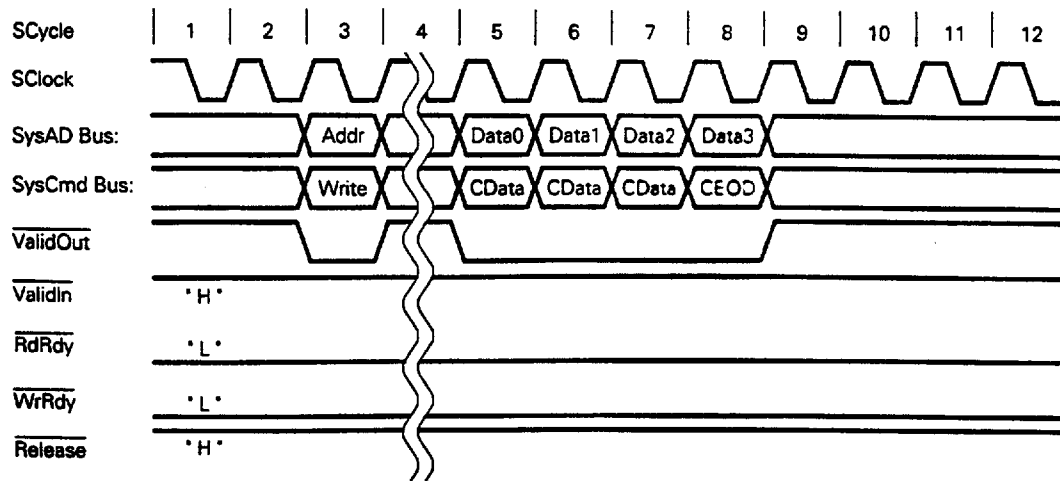 SCycle 1 2 3 4 5 6 7 8 9 10 11 12
SClock
SysAD Bus: Addr Data0 Data1 Data2 Data3
SysCmd Bus: Write CData CData CData CEOD
ValidOut
ValidIn
"H"
RdRdy
"L"
WrRdy
"L"
Release
"H"